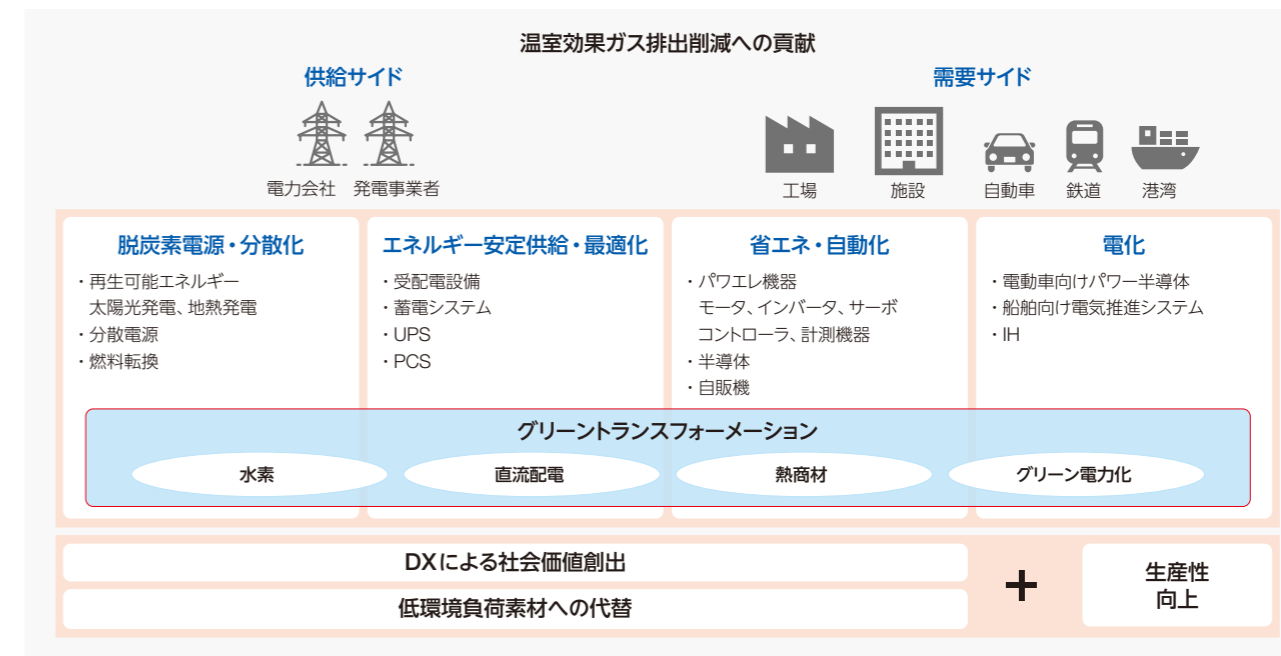 温室効果ガス排出削減への貢献
供給サイド
需要サイド
電力会社 発電事業者
工場 施設 自動車 鉄道 港湾
脱炭素電源・分散化
・再生可能エネルギー
太陽光発電、地熱発電
・分散電源
・燃料転換
エネルギー安定供給・最適化
・受配電設備
・蓄電システム
・UPS
・PCS
省エネ・自動化
・パワエレ機器
モータ、インバータ、サーボ
コントローラ、計測機器
・半導体
・自販機
電化
・電動車向けパワー半導体
・船舶向け電気推進システム
・IH
グリーントランスフォーメーション
水素 直流配電 熱商材 グリーン電力化
DXによる社会価値創出
低環境負荷素材への代替
+
生産性
向上